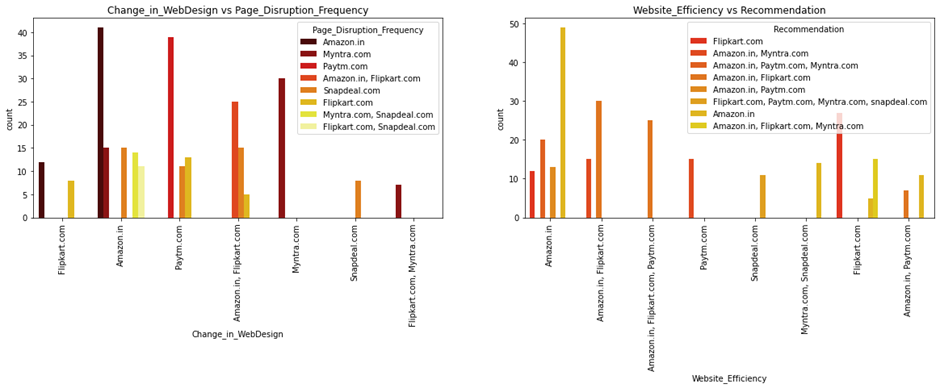 Change_in_WebDesign vs Page_Disruption_Frequency
count
40
35
30
25
20
15
10
5
0
Page_Disruption_Frequency
Amazon.in
Myntra.com
Paytm.com
Amazon.in, Flipkart.com
Snapdeal.com
Flipkart.com
Myntra.com, Snapdeal.com
Flipkart.com, Snapdeal.com
Flipkart.com
Amazon.in
Paytm.com
Amazon.in, Flipkart.com
Myntra.com
Snapdeal.com
Flipkart.com, Myntra.com
Change_in_WebDesign
Website_Efficiency vs Recommendation
count
50
40
30
20
10
0
Recommendation
Flipkart.com
Amazon.in, Myntra.com
Amazon.in, Paytm.com, Myntra.com
Amazon.in, Flipkart.com
Amazon.in, Paytm.com
Flipkart.com, Paytm.com, Myntra.com, snapdeal.com
Amazon.in
Amazon.in, Flipkart.com, Myntra.com
Amazon.in
Amazon.in, Flipkart.com
Amazon.in, Flipkart.com, Paytm.com
Paytm.com
Snapdeal.com
Myntra.com, Snapdeal.com
Flipkart.com
Amazon.in, Paytm.com
Website_Efficiency